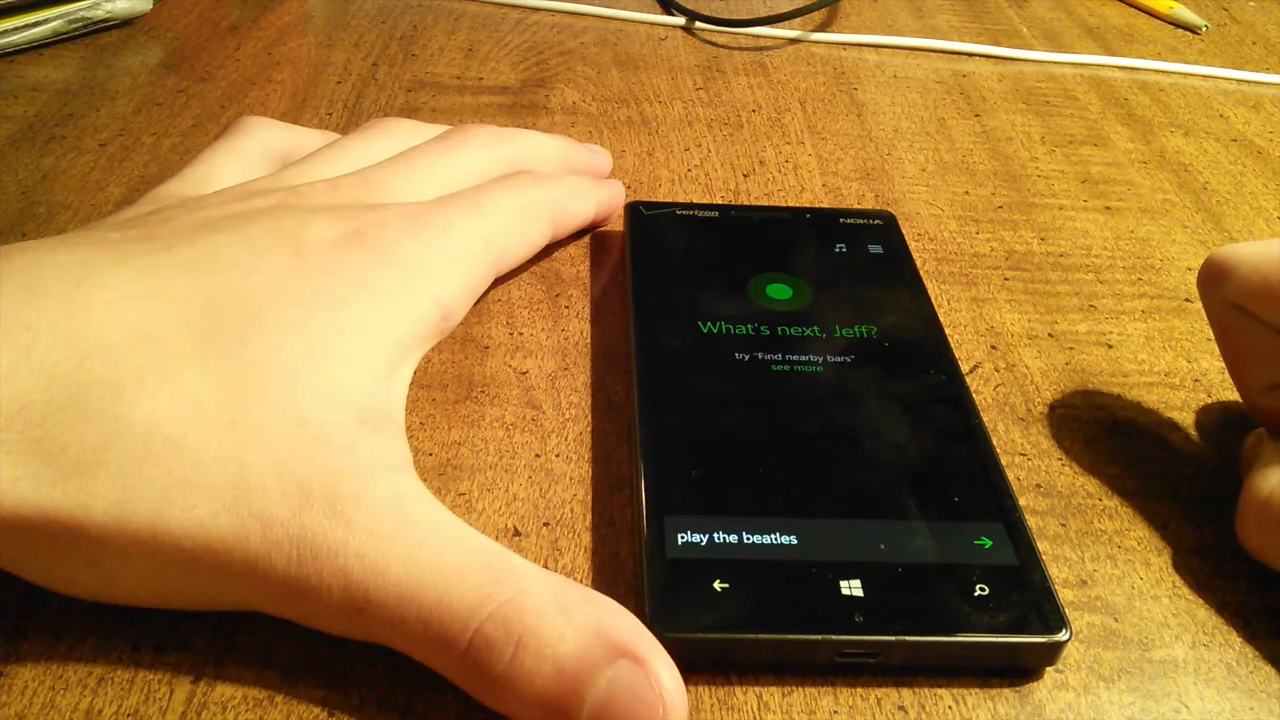 verizon
NOKIA
What's next, Jeff?
try "Find nearby bars"
see more
play the beatles